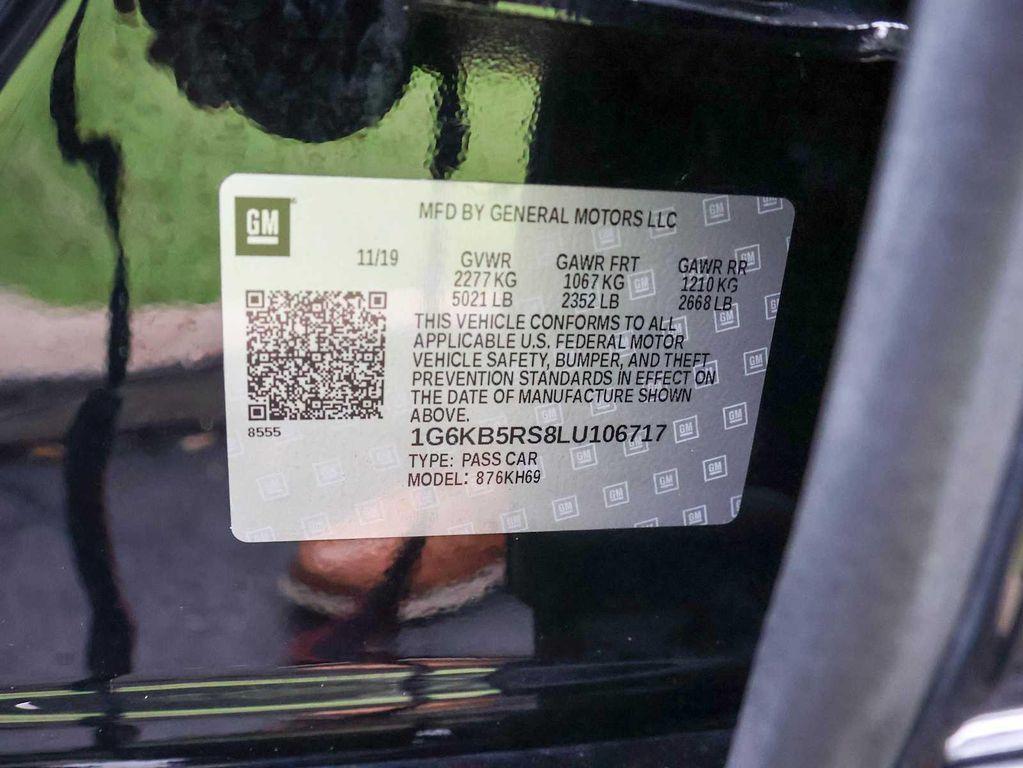 GM
MFD BY GENERAL MOTORS LLC
11/19
GVWR
2277 KG
5021 LB
GAWR FRT
1067 KG
2352 LB
GAWR RR
1210 KG
2668 LB
THIS VEHICLE CONFORMS TO ALL
APPLICABLE U.S. FEDERAL MOTOR
VEHICLE SAFETY, BUMPER, AND THEFT
PREVENTION STANDARDS IN EFFECT ON
THE DATE OF MANUFACTURE SHOWN
ABOVE.
8555
1G6KB5RS8LU106717
TYPE: PASS CAR
MODEL: 876KH69